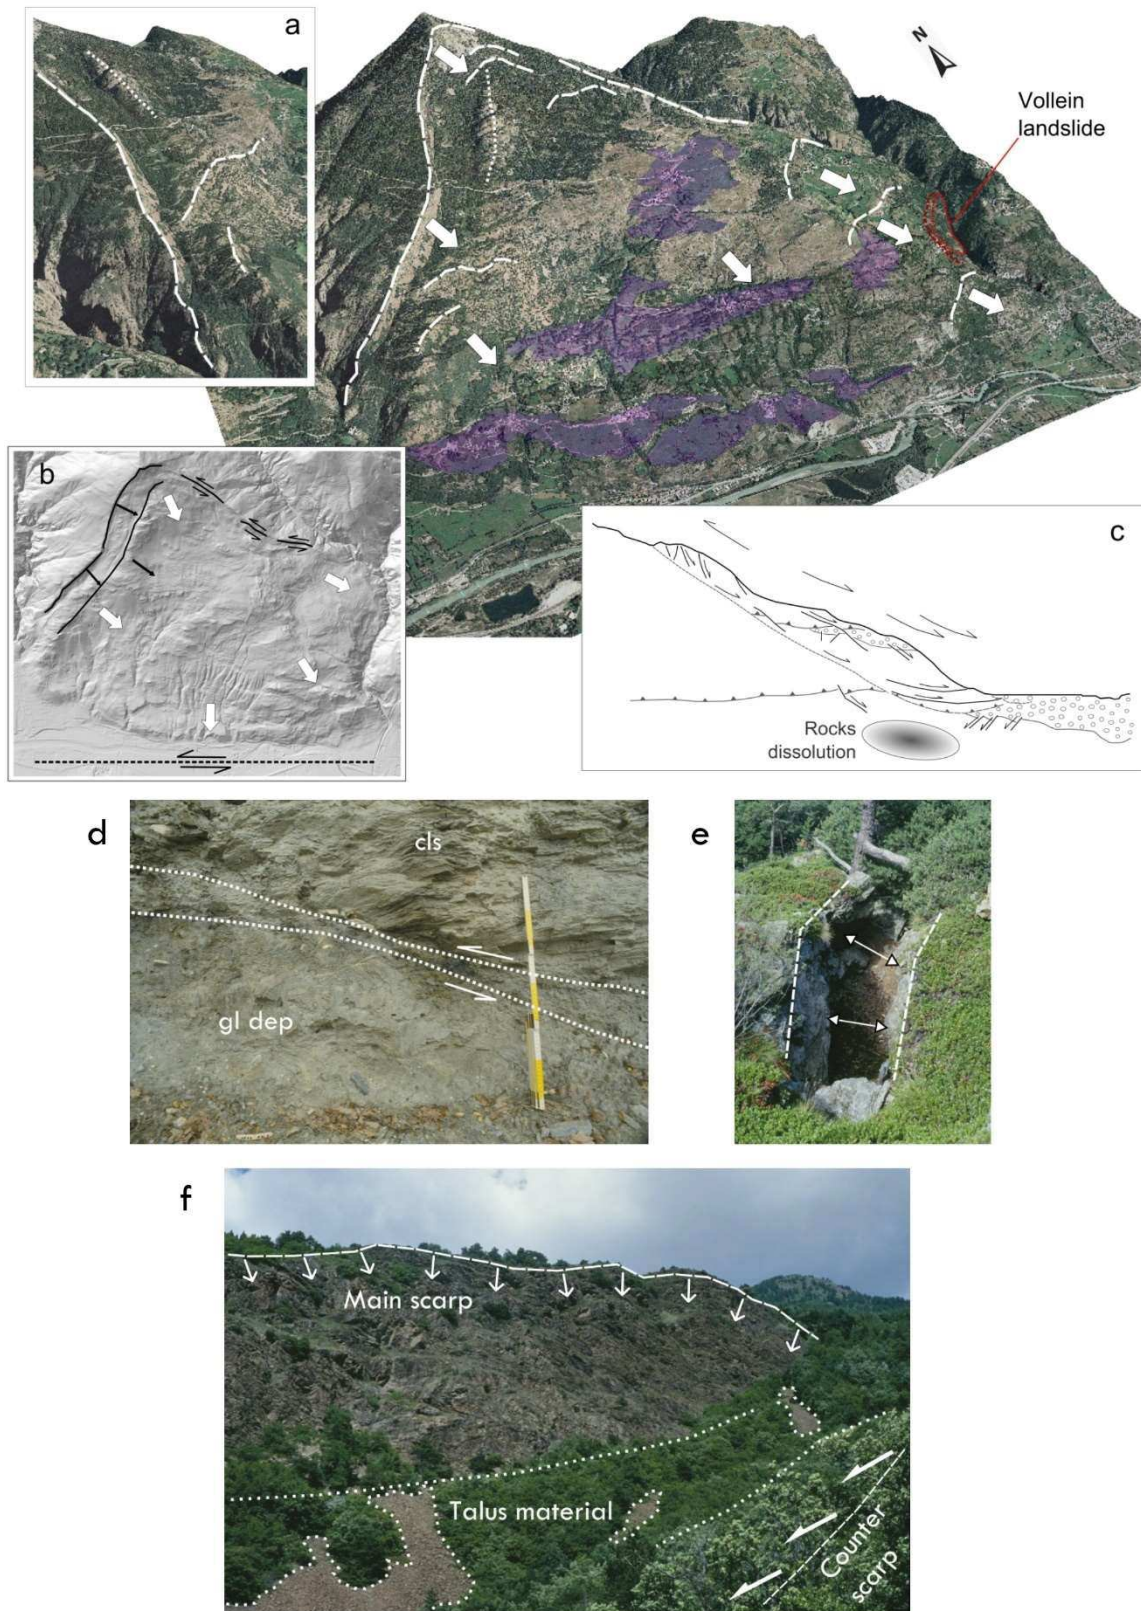 a
N
Vollein
landslide
b
c
Rocks
dissolution
d
cls
gl dep
e
f
Main scarp
Talus material
Counter
scarp